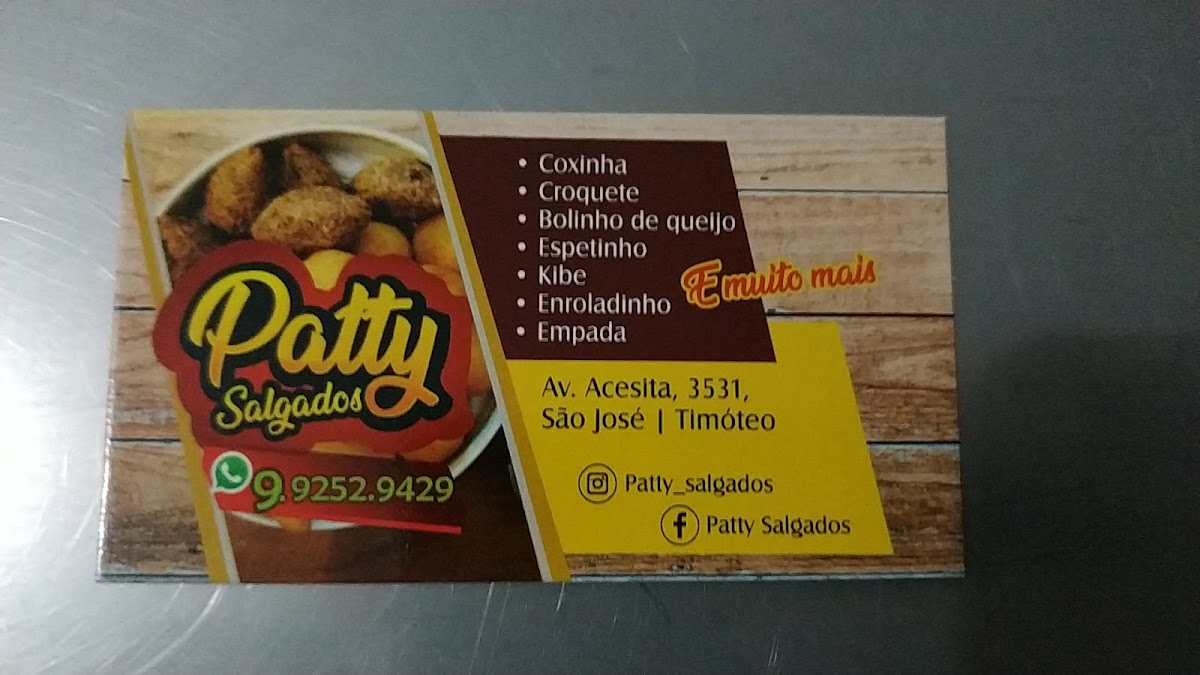 Patty
Salgados
9.9252.9429
• Coxinha
• Croquete
• Bolinho de queijo
• Espetinho
• Kibe
• Enroladinho
• Empada
E muito mais
Av. Acesita, 3531,
São José | Timóteo
Patty_salgados
Patty Salgados